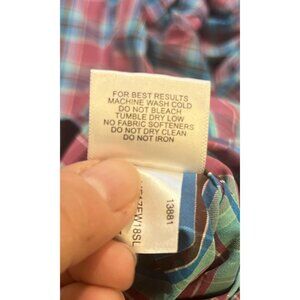 FOR BEST RESULTS
MACHINE WASH COLD
DO NOT BLEACH
TUMBLE DRY LOW
NO FABRIC SOFTENERS
DO NOT DRY CLEAN
DO NOT IRON
13881